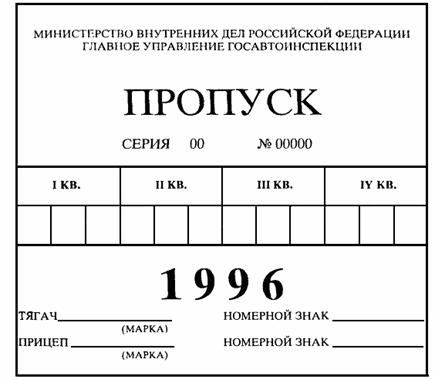 МИНИСТЕРСТВО ВНУТРЕННИХ ДЕЛ РОССИЙСКОЙ ФЕДЕРАЦИИ
ГЛАВНОЕ УПРАВЛЕНИЕ ГОСАВТОИНСПЕКЦИИ
ПРОПУСК
СЕРИЯ 00 № 00000
I КВ. II КВ. III КВ. IY КВ.
1996
ТЯГАЧ НОМЕРНОЙ ЗНАК
(МАРКА)
ПРИЦЕП НОМЕРНОЙ ЗНАК
(МАРКА)